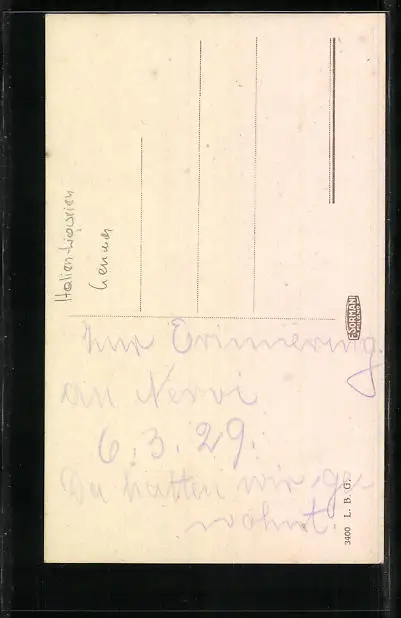 Italien-Ligurien
Genua
Zur Erinnerung
an Nervi
6.3.29.
Da hatten wir ge
wohnt.
3400 L. B. G.